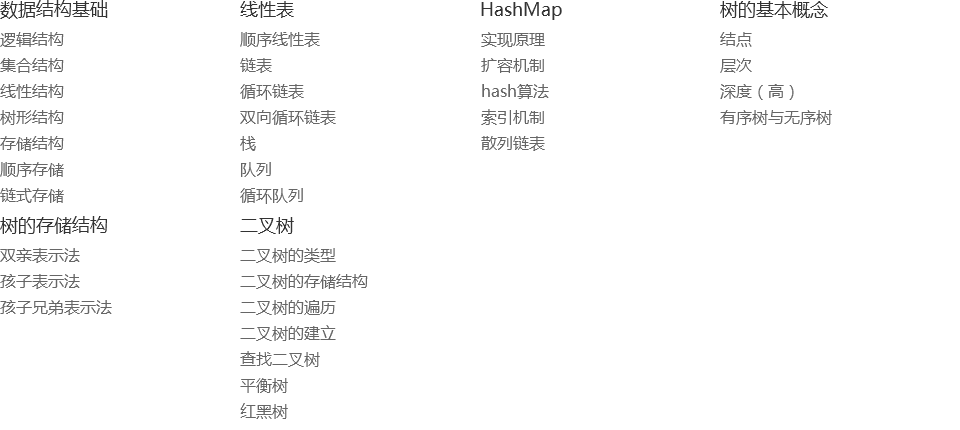 数据结构基础
逻辑结构
集合结构
线性结构
树形结构
存储结构
顺序存储
链式存储
线性表
顺序线性表
链表
循环链表
双向循环链表
栈
队列
循环队列
HashMap
实现原理
扩容机制
hash算法
索引机制
散列链表
树的基本概念
结点
层次
深度（高）
有序树与无序树
树的存储结构
双亲表示法
孩子表示法
孩子兄弟表示法
二叉树
二叉树的类型
二叉树的存储结构
二叉树的遍历
二叉树的建立
查找二叉树
平衡树
红黑树